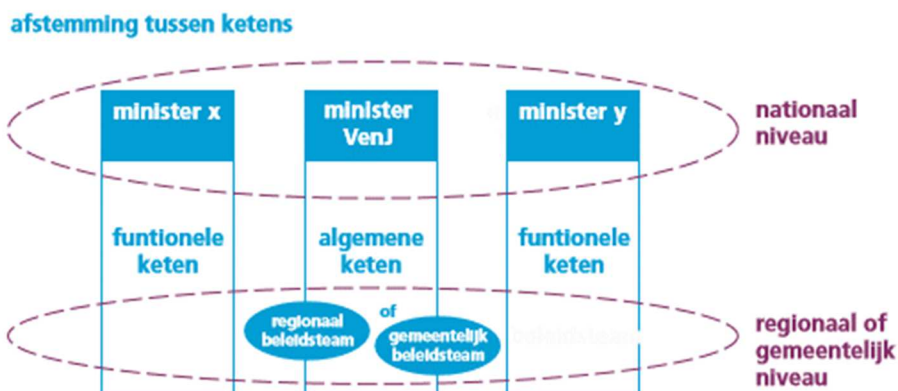 afstemming tussen ketens
minister x
minister
VenJ
minister y
nationaal
niveau
funtionele
keten
algemene
keten
funtionele
keten
regionaal
beleidsteam
of
gemeentelijk
beleidsteam
beleidsteam
regionaal of
gemeentelijk
niveau